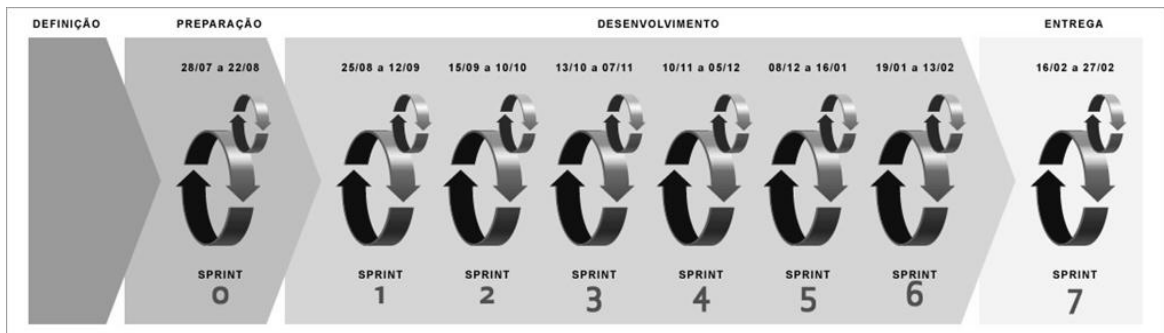 DEFINIÇÃO
PREPARAÇÃO
DESENVOLVIMENTO
ENTREGA
28/07 a 22/08
25/08 a 12/09
15/09 a 10/10
13/10 a 07/11
10/11 a 05/12
08/12 a 16/01
19/01 a 13/02
16/02 a 27/02
SPRINT
0
SPRINT
1
SPRINT
2
SPRINT
3
SPRINT
4
SPRINT
5
SPRINT
6
SPRINT
7